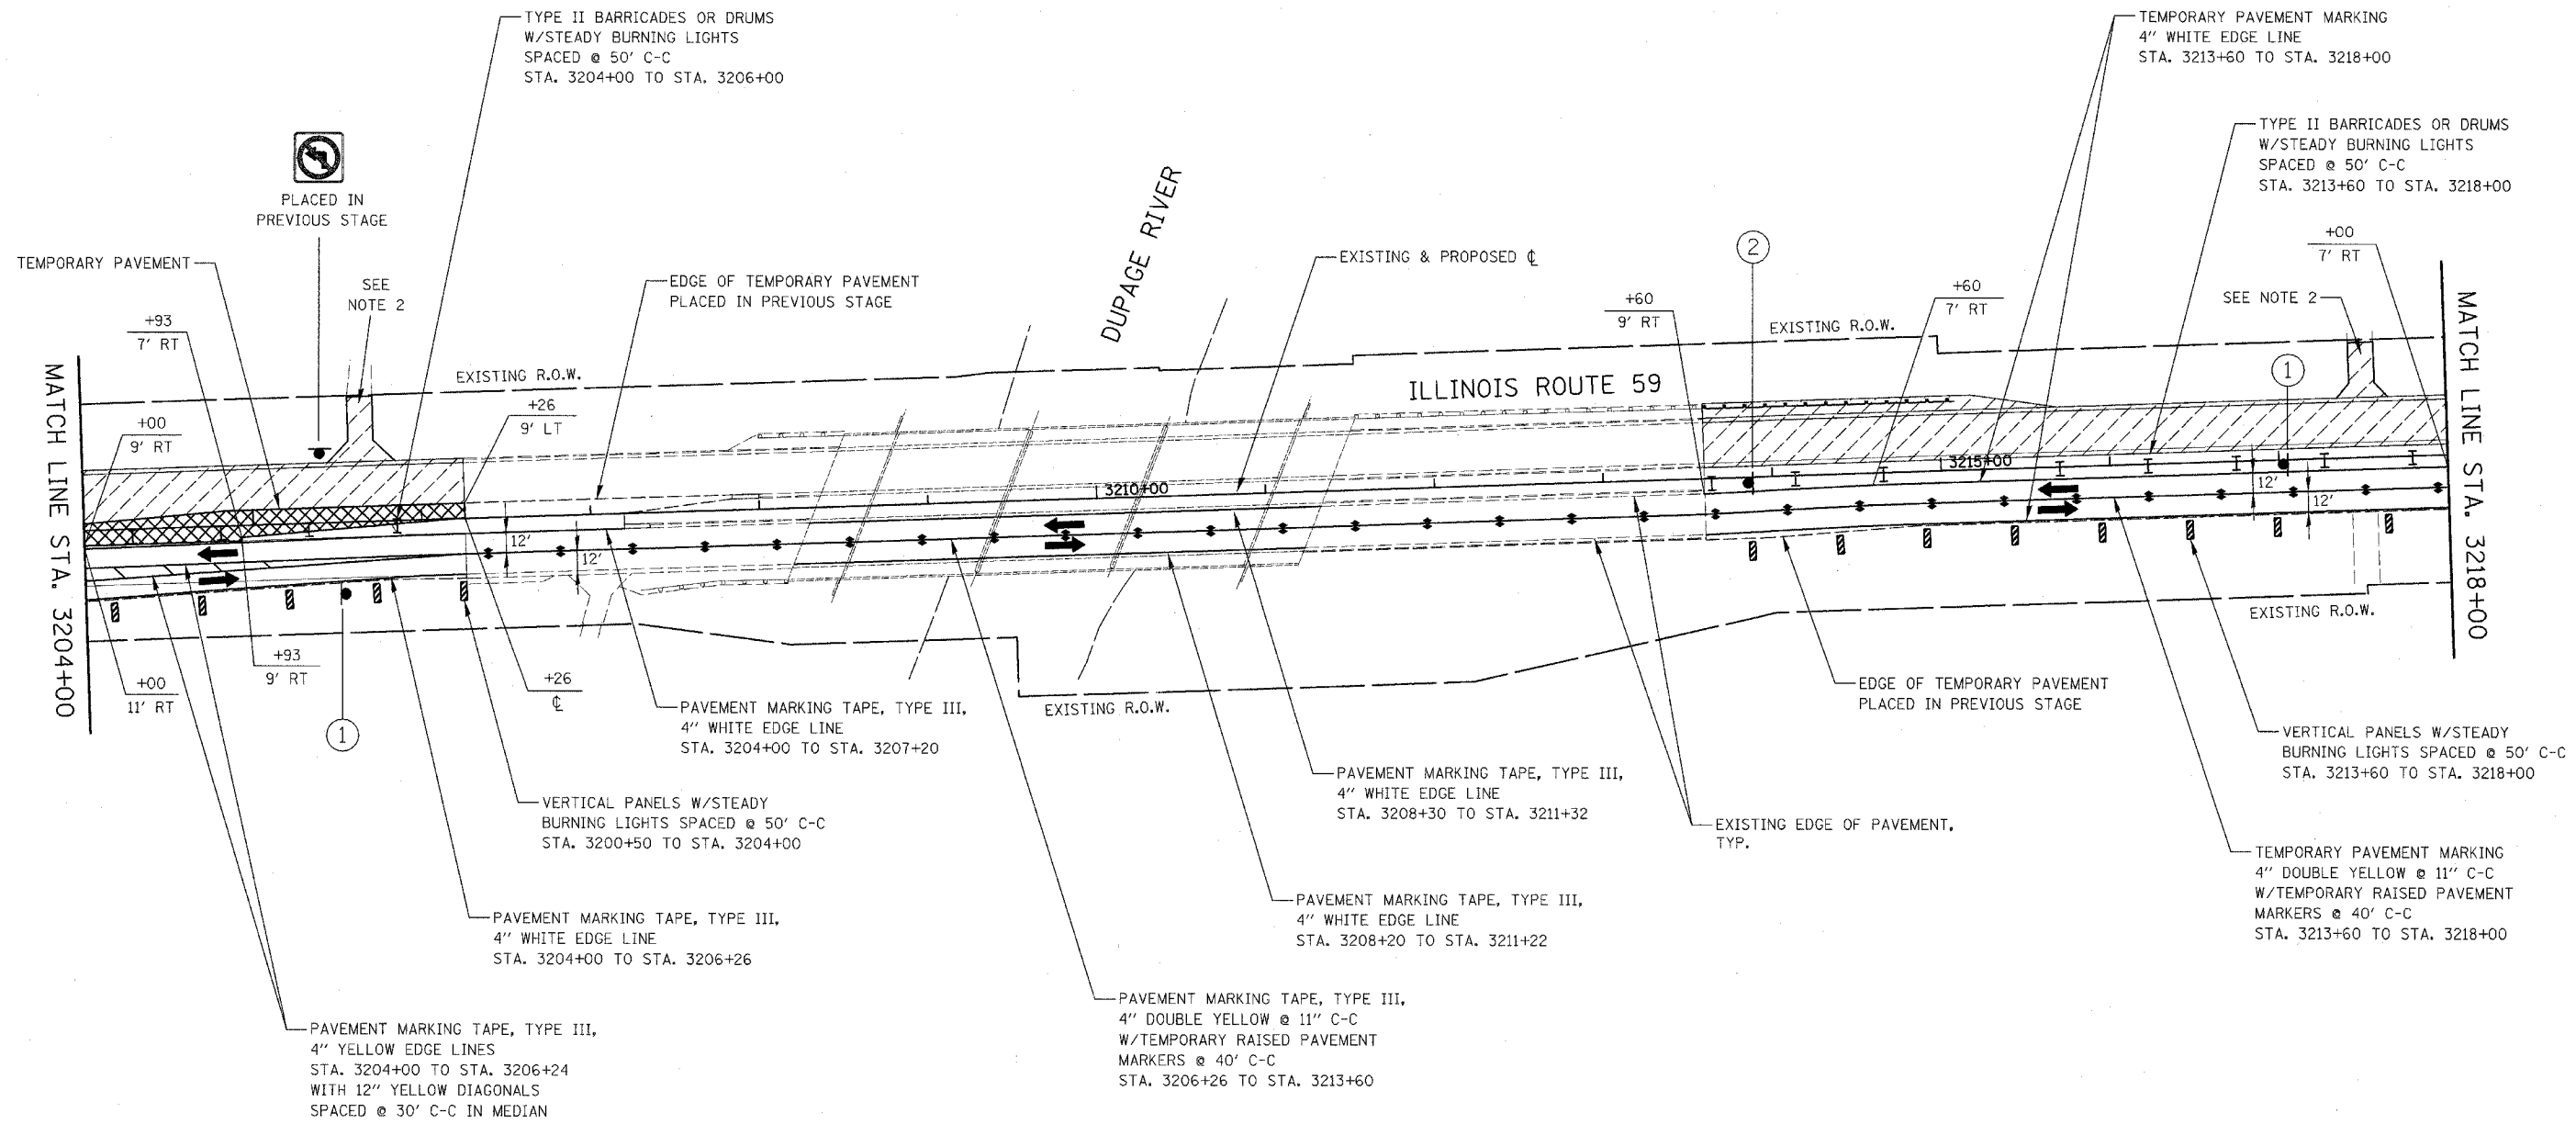 TYPE II BARRICADES OR DRUMS
W/STEADY BURNING LIGHTS
SPACED @ 50' C-C
STA. 3204+00 TO STA. 3206+00
TEMPORARY PAVEMENT MARKING
4" WHITE EDGE LINE
STA. 3213+60 TO STA. 3218+00
TYPE II BARRICADES OR DRUMS
W/STEADY BURNING LIGHTS
SPACED @ 50' C-C
STA. 3213+60 TO STA. 3218+00
PLACED IN
PREVIOUS STAGE
TEMPORARY PAVEMENT
SEE
NOTE 2
EDGE OF TEMPORARY PAVEMENT
PLACED IN PREVIOUS STAGE
DUPAGE RIVER
EXISTING & PROPOSED ℄
2
+00
7' RT
+93
7' RT
+60
9' RT
+60
7' RT
SEE NOTE 2
EXISTING R.O.W.
EXISTING R.O.W.
MATCH LINE STA. 3204+00
MATCH LINE STA. 3218+00
ILLINOIS ROUTE 59
1
+00
9' RT
+26
9' LT
3210+00
3215+00
12'
12'
12'
12'
+93
9' RT
+00
11' RT
+26
℄
1
EXISTING R.O.W.
EXISTING R.O.W.
PAVEMENT MARKING TAPE, TYPE III,
4" WHITE EDGE LINE
STA. 3204+00 TO STA. 3207+20
EDGE OF TEMPORARY PAVEMENT
PLACED IN PREVIOUS STAGE
VERTICAL PANELS W/STEADY
BURNING LIGHTS SPACED @ 50' C-C
STA. 3213+60 TO STA. 3218+00
PAVEMENT MARKING TAPE, TYPE III,
4" WHITE EDGE LINE
STA. 3208+30 TO STA. 3211+32
VERTICAL PANELS W/STEADY
BURNING LIGHTS SPACED @ 50' C-C
STA. 3200+50 TO STA. 3204+00
EXISTING EDGE OF PAVEMENT,
TYP.
TEMPORARY PAVEMENT MARKING
4" DOUBLE YELLOW @ 11" C-C
W/TEMPORARY RAISED PAVEMENT
MARKERS @ 40' C-C
STA. 3213+60 TO STA. 3218+00
PAVEMENT MARKING TAPE, TYPE III,
4" WHITE EDGE LINE
STA. 3208+20 TO STA. 3211+22
PAVEMENT MARKING TAPE, TYPE III,
4" WHITE EDGE LINE
STA. 3204+00 TO STA. 3206+26
PAVEMENT MARKING TAPE, TYPE III,
4" DOUBLE YELLOW @ 11" C-C
W/TEMPORARY RAISED PAVEMENT
MARKERS @ 40' C-C
STA. 3206+26 TO STA. 3213+60
PAVEMENT MARKING TAPE, TYPE III,
4" YELLOW EDGE LINES
STA. 3204+00 TO STA. 3206+24
WITH 12" YELLOW DIAGONALS
SPACED @ 30' C-C IN MEDIAN